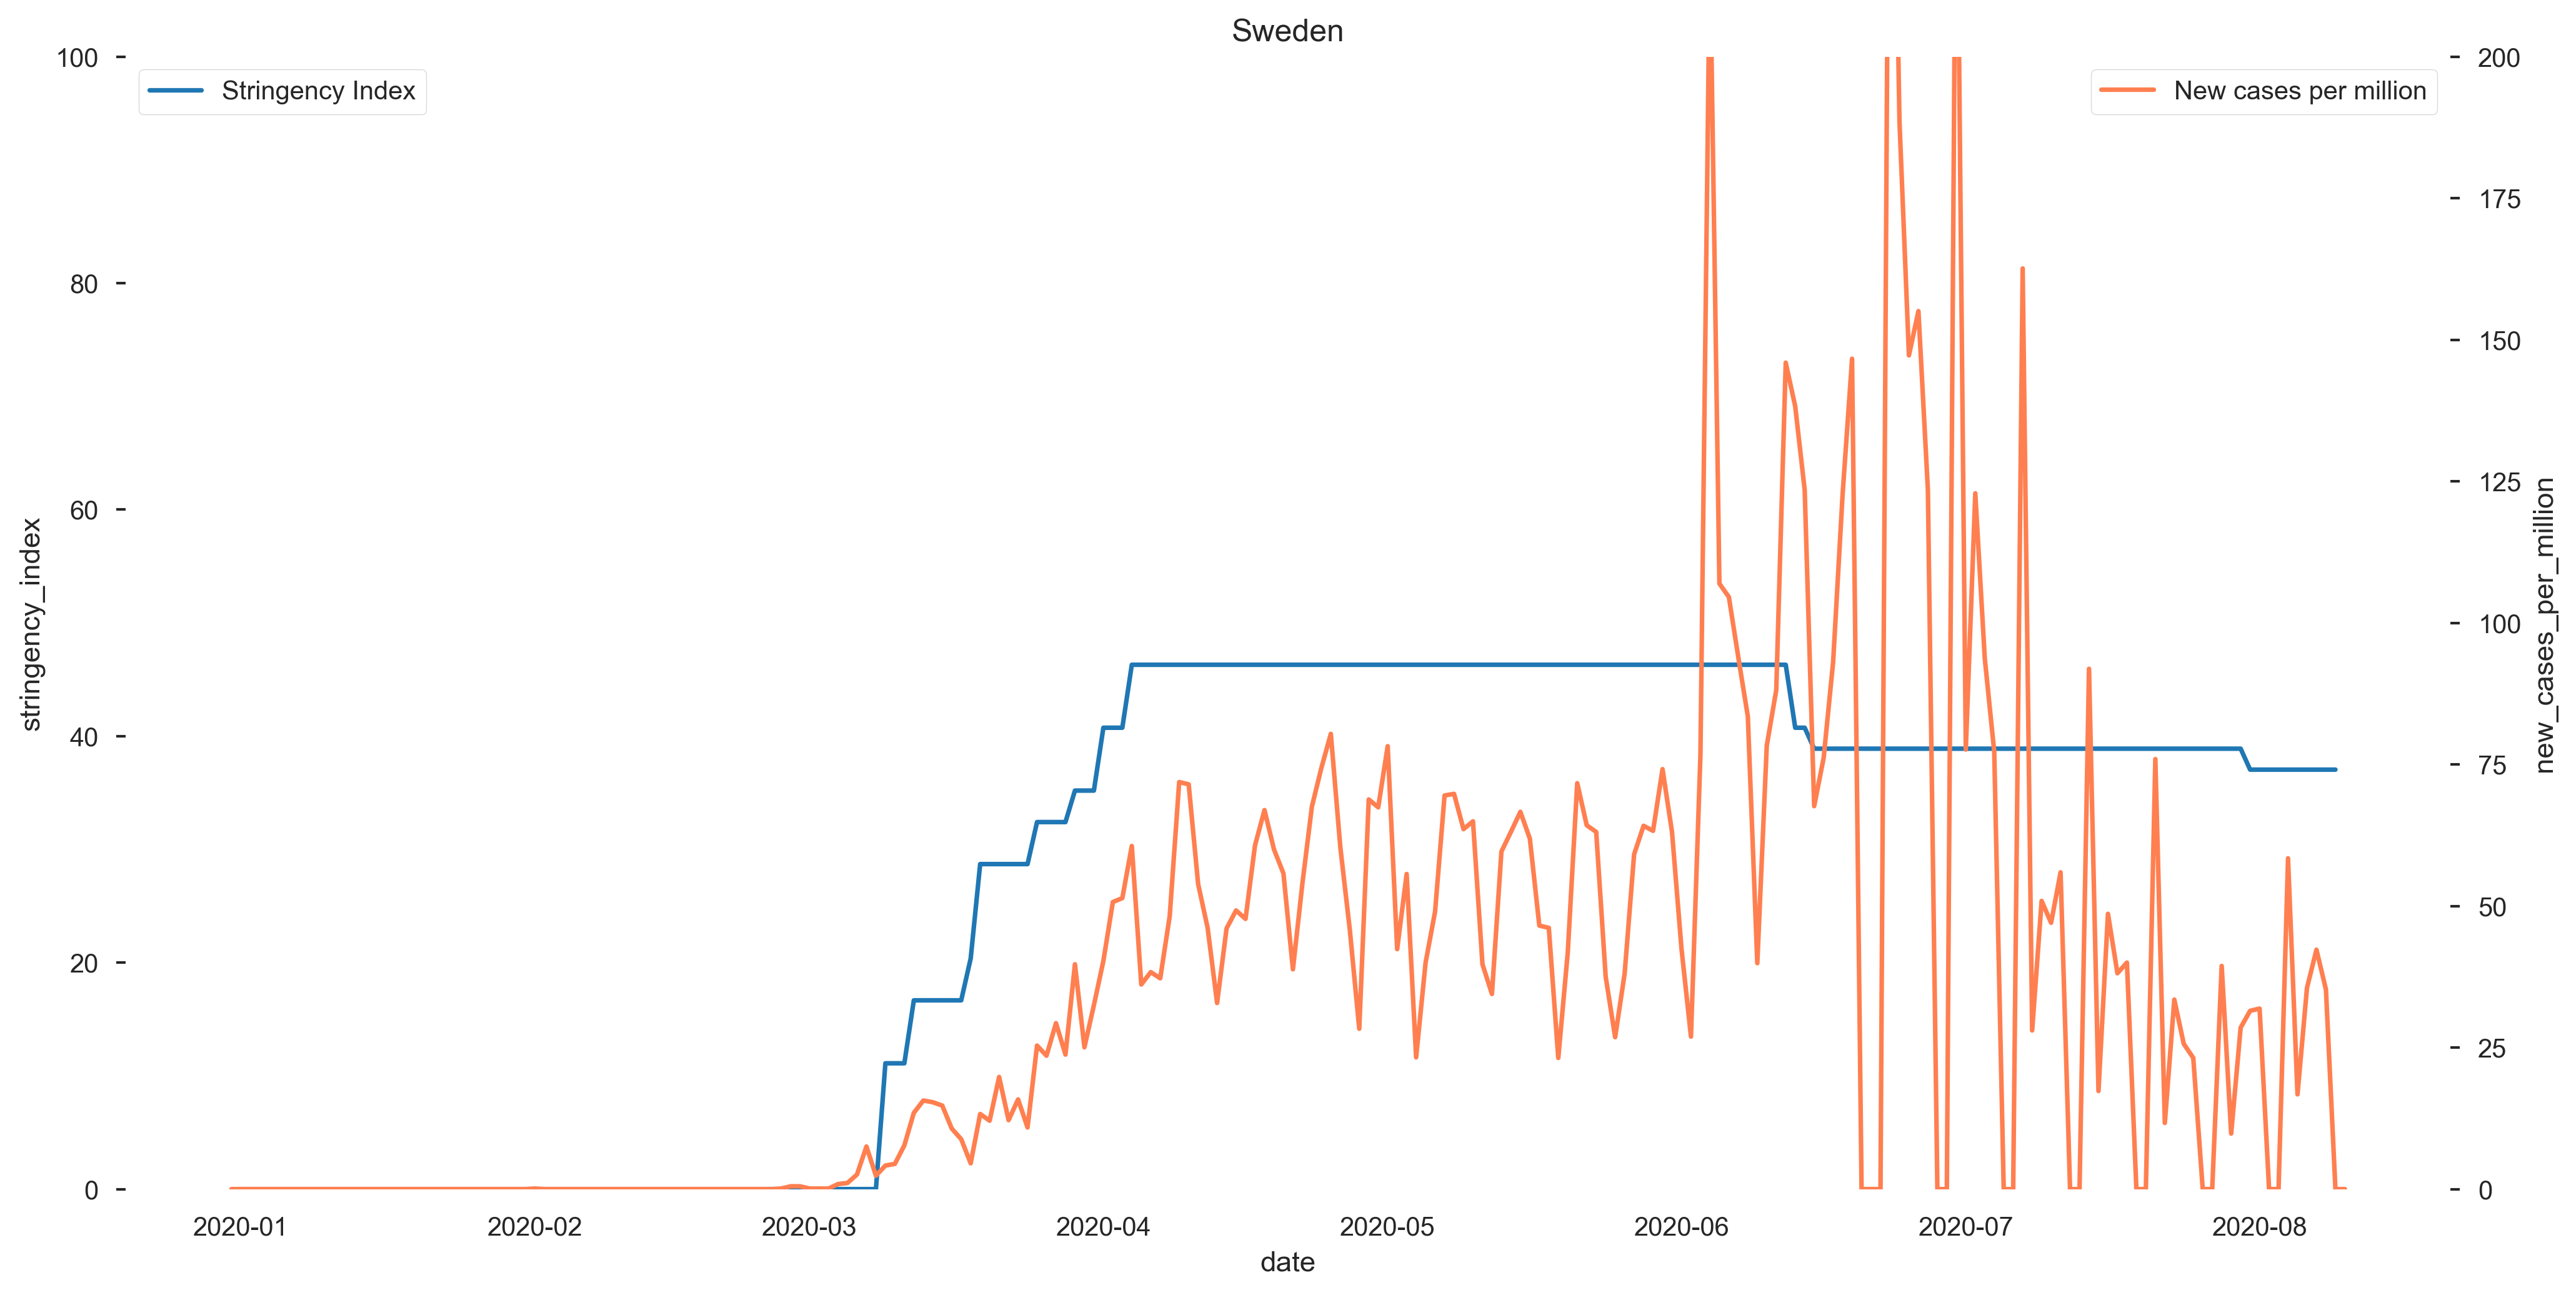 Sweden
Stringency Index
New cases per million
100
80
60
40
20
0
stringency_index
200
175
150
125
100
75
50
25
0
new_cases_per_million
2020-01 2020-02 2020-03 2020-04 2020-05 2020-06 2020-07 2020-08
date